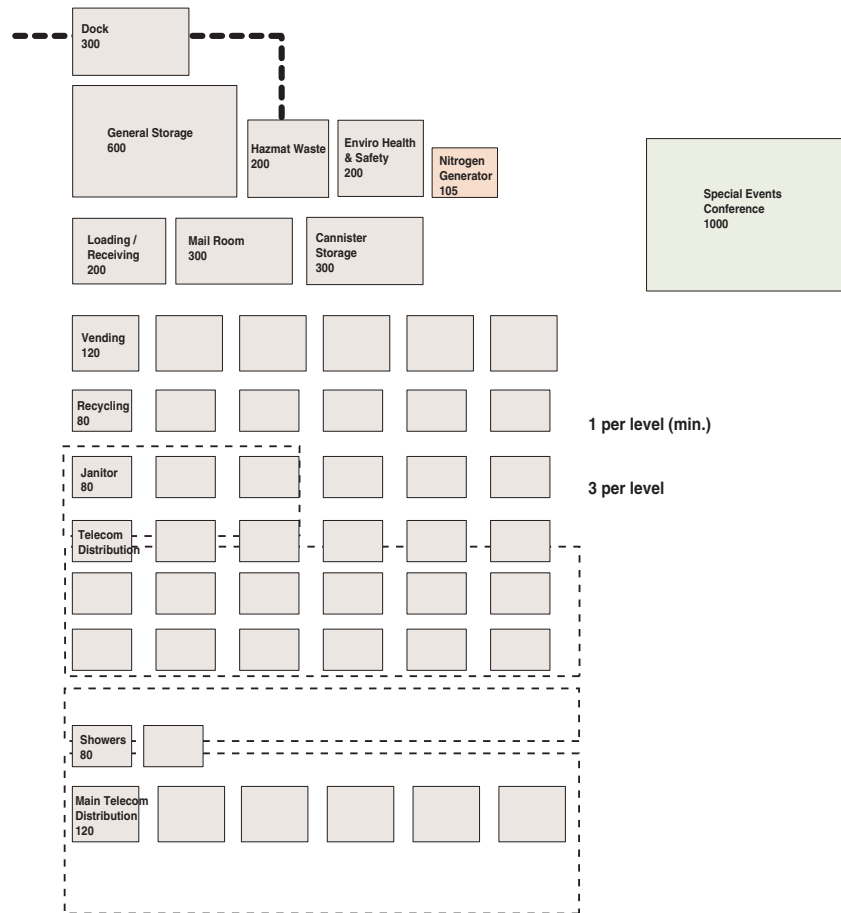 Dock
300
General Storage
600
Hazmat Waste
200
Enviro Health
& Safety
200
Nitrogen
Generator
105
Special Events
Conference
1000
Loading /
Receiving
200
Mail Room
300
Cannister
Storage
300
Vending
120
Recycling
80
1 per level (min.)
Janitor
80
3 per level
Telecom
Distribution
Showers
80
Main Telecom
Distribution
120